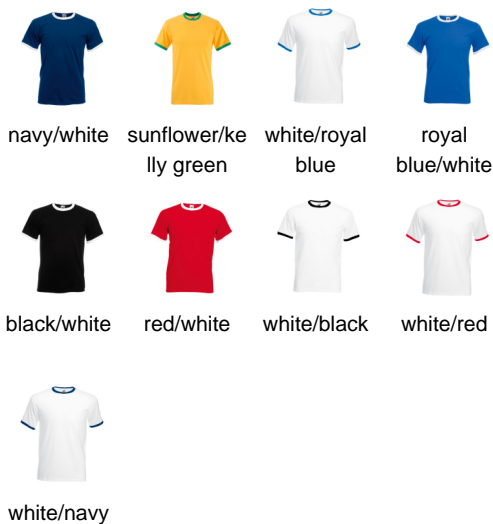 navy/white
sunflower/ke
lly green
white/royal
blue
royal
blue/white
black/white
red/white
white/black
white/red
white/navy